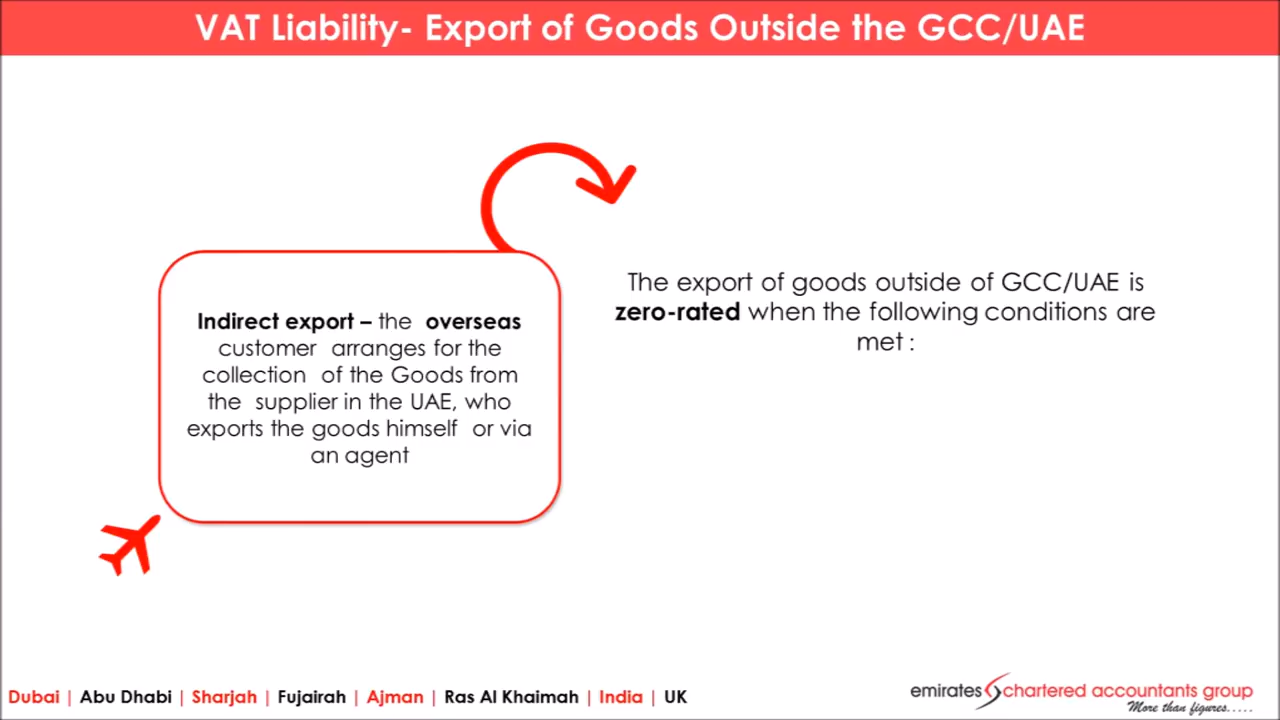 VAT Liability- Export of Goods Outside the GCC/UAE
Indirect export – the overseas
customer arranges for the
collection of the Goods from
the supplier in the UAE, who
exports the goods himself or via
an agent
The export of goods outside of GCC/UAE is
zero-rated when the following conditions are
met :
Dubai | Abu Dhabi | Sharjah | Fujairah | Ajman | Ras Al Khaimah | India | UK
emirates chartered accountants group
More than figures.....